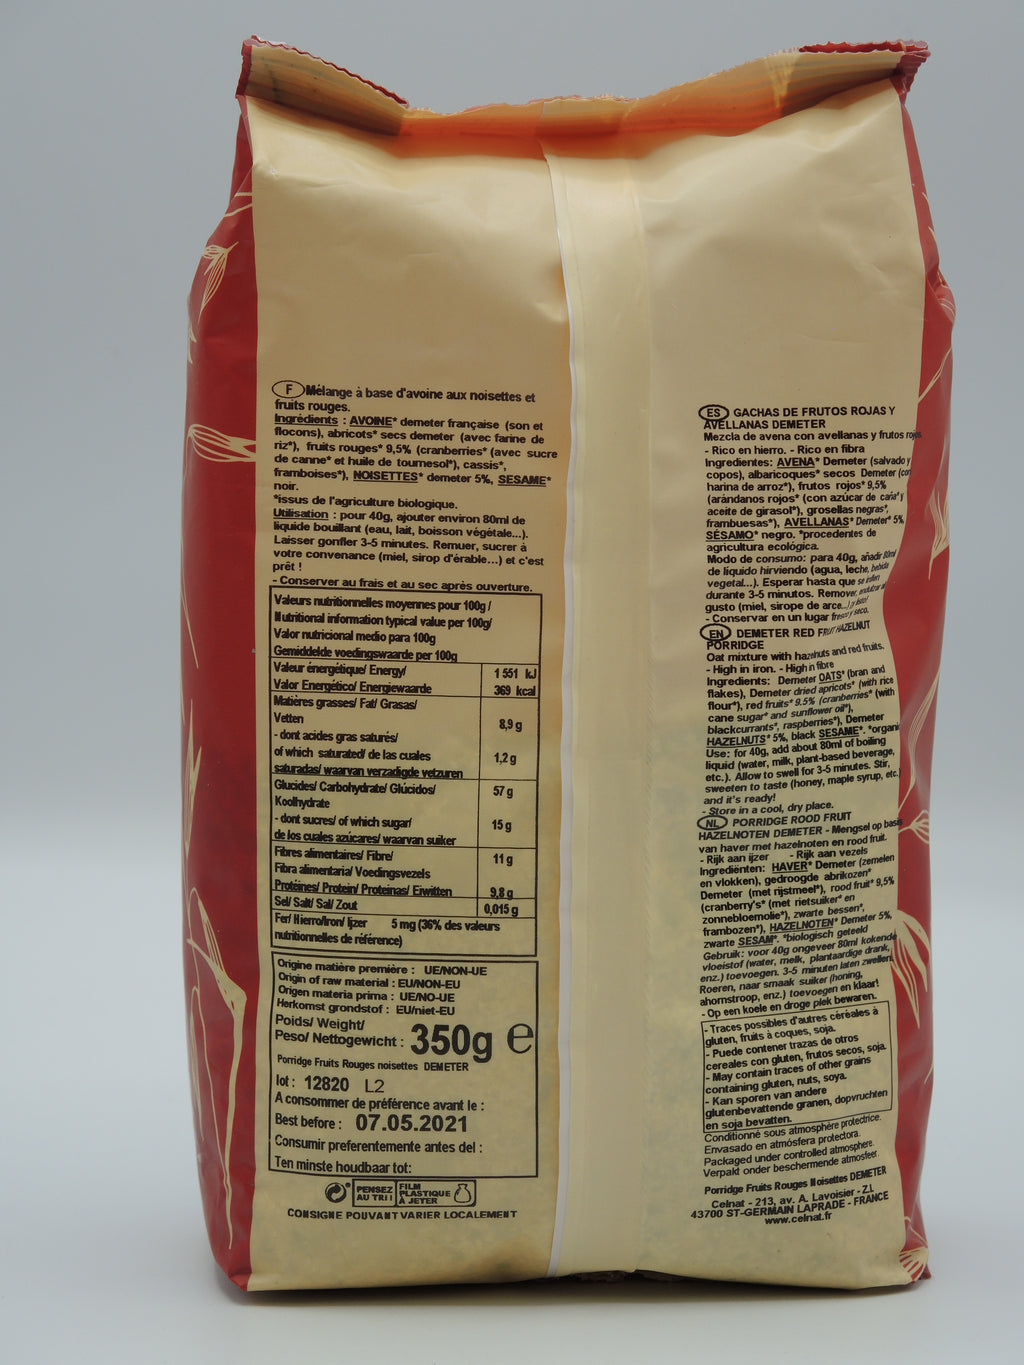 F Mélange à base d'avoine aux noisettes et
fruits rouges.
Ingrédients : AVOINE* demeter française (son et
flocons), abricots* secs demeter (avec farine de
riz*), fruits rouges* 9,5% (cranberries* (avec sucre
de canne* et huile de tournesol*), cassis*,
framboises*), NOISETTES* demeter 5%, SESAME*
noir.
*issus de l'agriculture biologique.
Utilisation : pour 40g, ajouter environ 80ml de
liquide bouillant (eau, lait, boisson végétale...).
Laisser gonfler 3-5 minutes. Remuer, sucrer à
votre convenance (miel, sirop d'érable...) et c'est
prêt !
- Conserver au frais et au sec après ouverture.
Valeurs nutritionnelles moyennes pour 100g /
Nutritional information typical value per 100g/
Valor nutricional medio para 100g
Gemiddelde voedingswaarde per 100g
Valeur énergétique/ Energy/ 1 551 kJ
Valor Energético/ Energiewaarde 369 kcal
Matières grasses/ Fat/ Grasas/
Vetten 8,9 g
- dont acides gras saturés/
of which saturated/ de las cuales 1,2 g
saturadas/ waarvan verzadigde vetzuren
Glucides/ Carbohydrate/ Glúcidos/ 57 g
Koolhydrate
- dont sucres/ of which sugar/ 15 g
de los cuales azúcares/ waarvan suiker
Fibres alimentaires/ Fibre/ 11 g
Fibra alimentaria/ Voedingsvezels
Protéines/ Protein/ Proteinas/ Eiwitten 9,8 g
Sel/ Salt/ Sal/ Zout 0,015 g
Fer/ Hierro/Iron/ Ijzer 5 mg (36% des valeurs
nutritionnelles de référence)
Origine matière première : UE/NON-UE
Origin of raw material : EU/NON-EU
Origen materia prima : UE/NO-UE
Herkomst grondstof : EU/niet-EU
Poids/ Weight/
Peso/ Nettogewicht : 350g e
Porridge Fruits Rouges noisettes DEMETER
lot : 12820 L2
A consommer de préférence avant le :
Best before : 07.05.2021
Consumir preferentemente antes del :
Ten minste houdbaar tot:
PENSEZ AU TRI ! FILM PLASTIQUE À JETER
CONSIGNE POUVANT VARIER LOCALEMENT
ES GACHAS DE FRUTOS ROJAS Y
AVELLANAS DEMETER
Mezcla de avena con avellanas y frutos rojos
- Rico en hierro. - Rico en fibra
Ingredientes: AVENA* Demeter (salvado y
copos), albaricoques* secos Demeter (con
harina de arroz*), frutos rojos* 9,5%
(arándanos rojos* (con azúcar de caña* y
aceite de girasol*), grosellas negras*,
frambuesas*), AVELLANAS* Demeter* 5%,
SÉSAMO* negro. *procedentes de
agricultura ecológica.
Modo de consumo: para 40g, añadir 80ml
de líquido hirviendo (agua, leche, bebida
vegetal...). Esperar hasta que se inflen
durante 3-5 minutos. Remover, endulzar al
gusto (miel, sirope de arce...) y ¡listo!
- Conservar en un lugar fresco y seco.
EN DEMETER RED FRUIT HAZELNUT
PORRIDGE
Oat mixture with hazelnuts and red fruits.
- High in iron. - High in fibre
Ingredients: Demeter OATS* (bran and
flakes), Demeter dried apricots* (with rice
flour*), red fruits* 9.5% (cranberries* (with
cane sugar* and sunflower oil*),
blackcurrants*, raspberries*), Demeter
HAZELNUTS* 5%, black SESAME*. *organic
Use: for 40g, add about 80ml of boiling
liquid (water, milk, plant-based beverage,
etc.). Allow to swell for 3-5 minutes. Stir,
sweeten to taste (honey, maple syrup, etc.)
and it's ready!
- Store in a cool, dry place.
NL PORRIDGE ROOD FRUIT
HAZELNOTEN DEMETER - Mengsel op basis
van haver met hazelnoten en rood fruit.
- Rijk aan ijzer - Rijk aan vezels
Ingrediënten: HAVER* Demeter (zemelen
en vlokken), gedroogde abrikozen*
Demeter (met rijstmeel*), rood fruit* 9,5%
(cranberry's* (met rietsuiker* en
zonnebloemolie*), zwarte bessen*,
frambozen*), HAZELNOTEN* Demeter 5%,
zwarte SESAM*. *biologisch geteeld
Gebruik: voor 40g ongeveer 80ml kokende
vloeistof (water, melk, plantaardige drank,
enz.) toevoegen. 3-5 minuten laten zwellen.
Roeren, naar smaak suiker (honing,
ahornstroop, enz.) toevoegen en klaar!
- Op een koele en droge plek bewaren.
- Traces possibles d'autres céréales à
gluten, fruits à coques, soja.
- Puede contener trazas de otros
cereales con gluten, frutos secos, soja.
- May contain traces of other grains
containing gluten, nuts, soya.
- Kan sporen van andere
glutenbevattende granen, dopvruchten
en soja bevatten.
Conditionné sous atmosphère protectrice.
Envasado en atmósfera protectora.
Packaged under controlled atmosphere.
Verpakt onder beschermende atmosfeer.
Porridge Fruits Rouges Noisettes DEMETER
Celnat - 213, av. A. Lavoisier - Z.I.
43700 ST-GERMAIN LAPRADE - FRANCE
www.celnat.fr